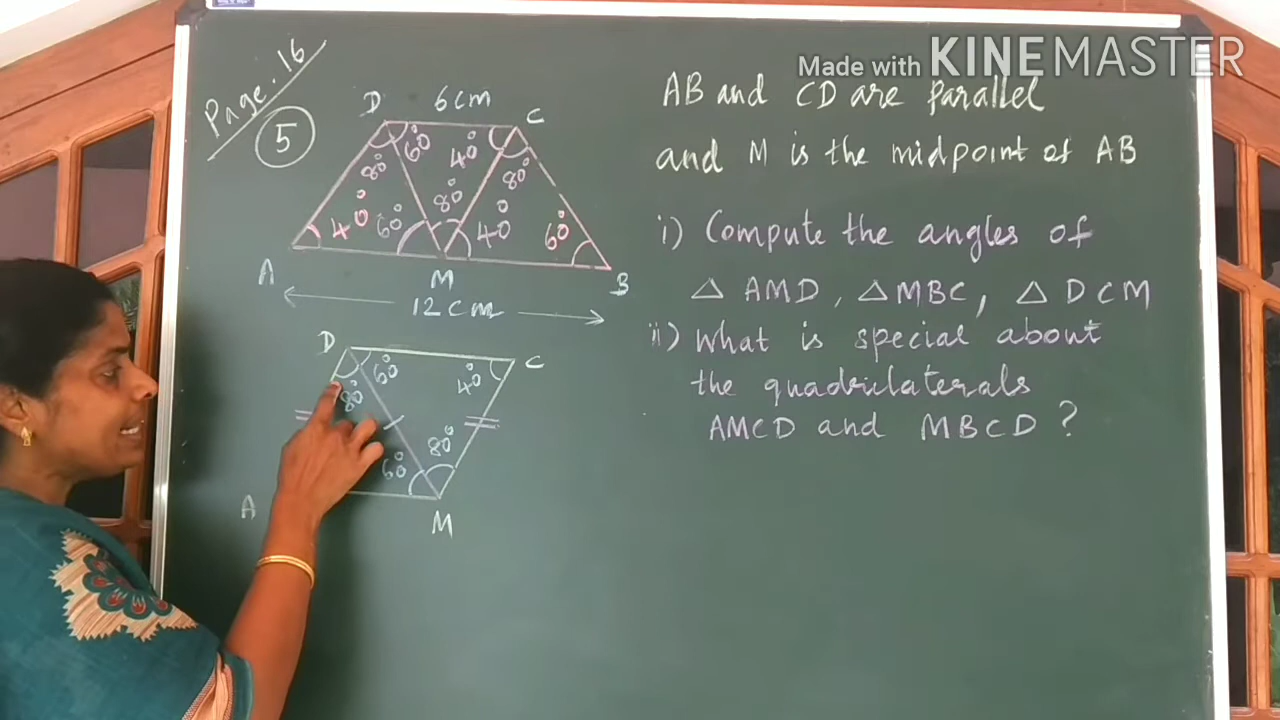 Made with KINEMASTER
Page. 16
5
D 6cm C
80° 60° 40° 80°
40° 60° 80° 40° 60°
A M B
12cm
AB and CD are parallel
and M is the midpoint of AB
i) Compute the angles of
△ AMD, △ MBC, △ DCM
ii) What is special about
the quadrilaterals
AMCD and MBCD ?
D C
80° 60° 40°
60° 80°
A M